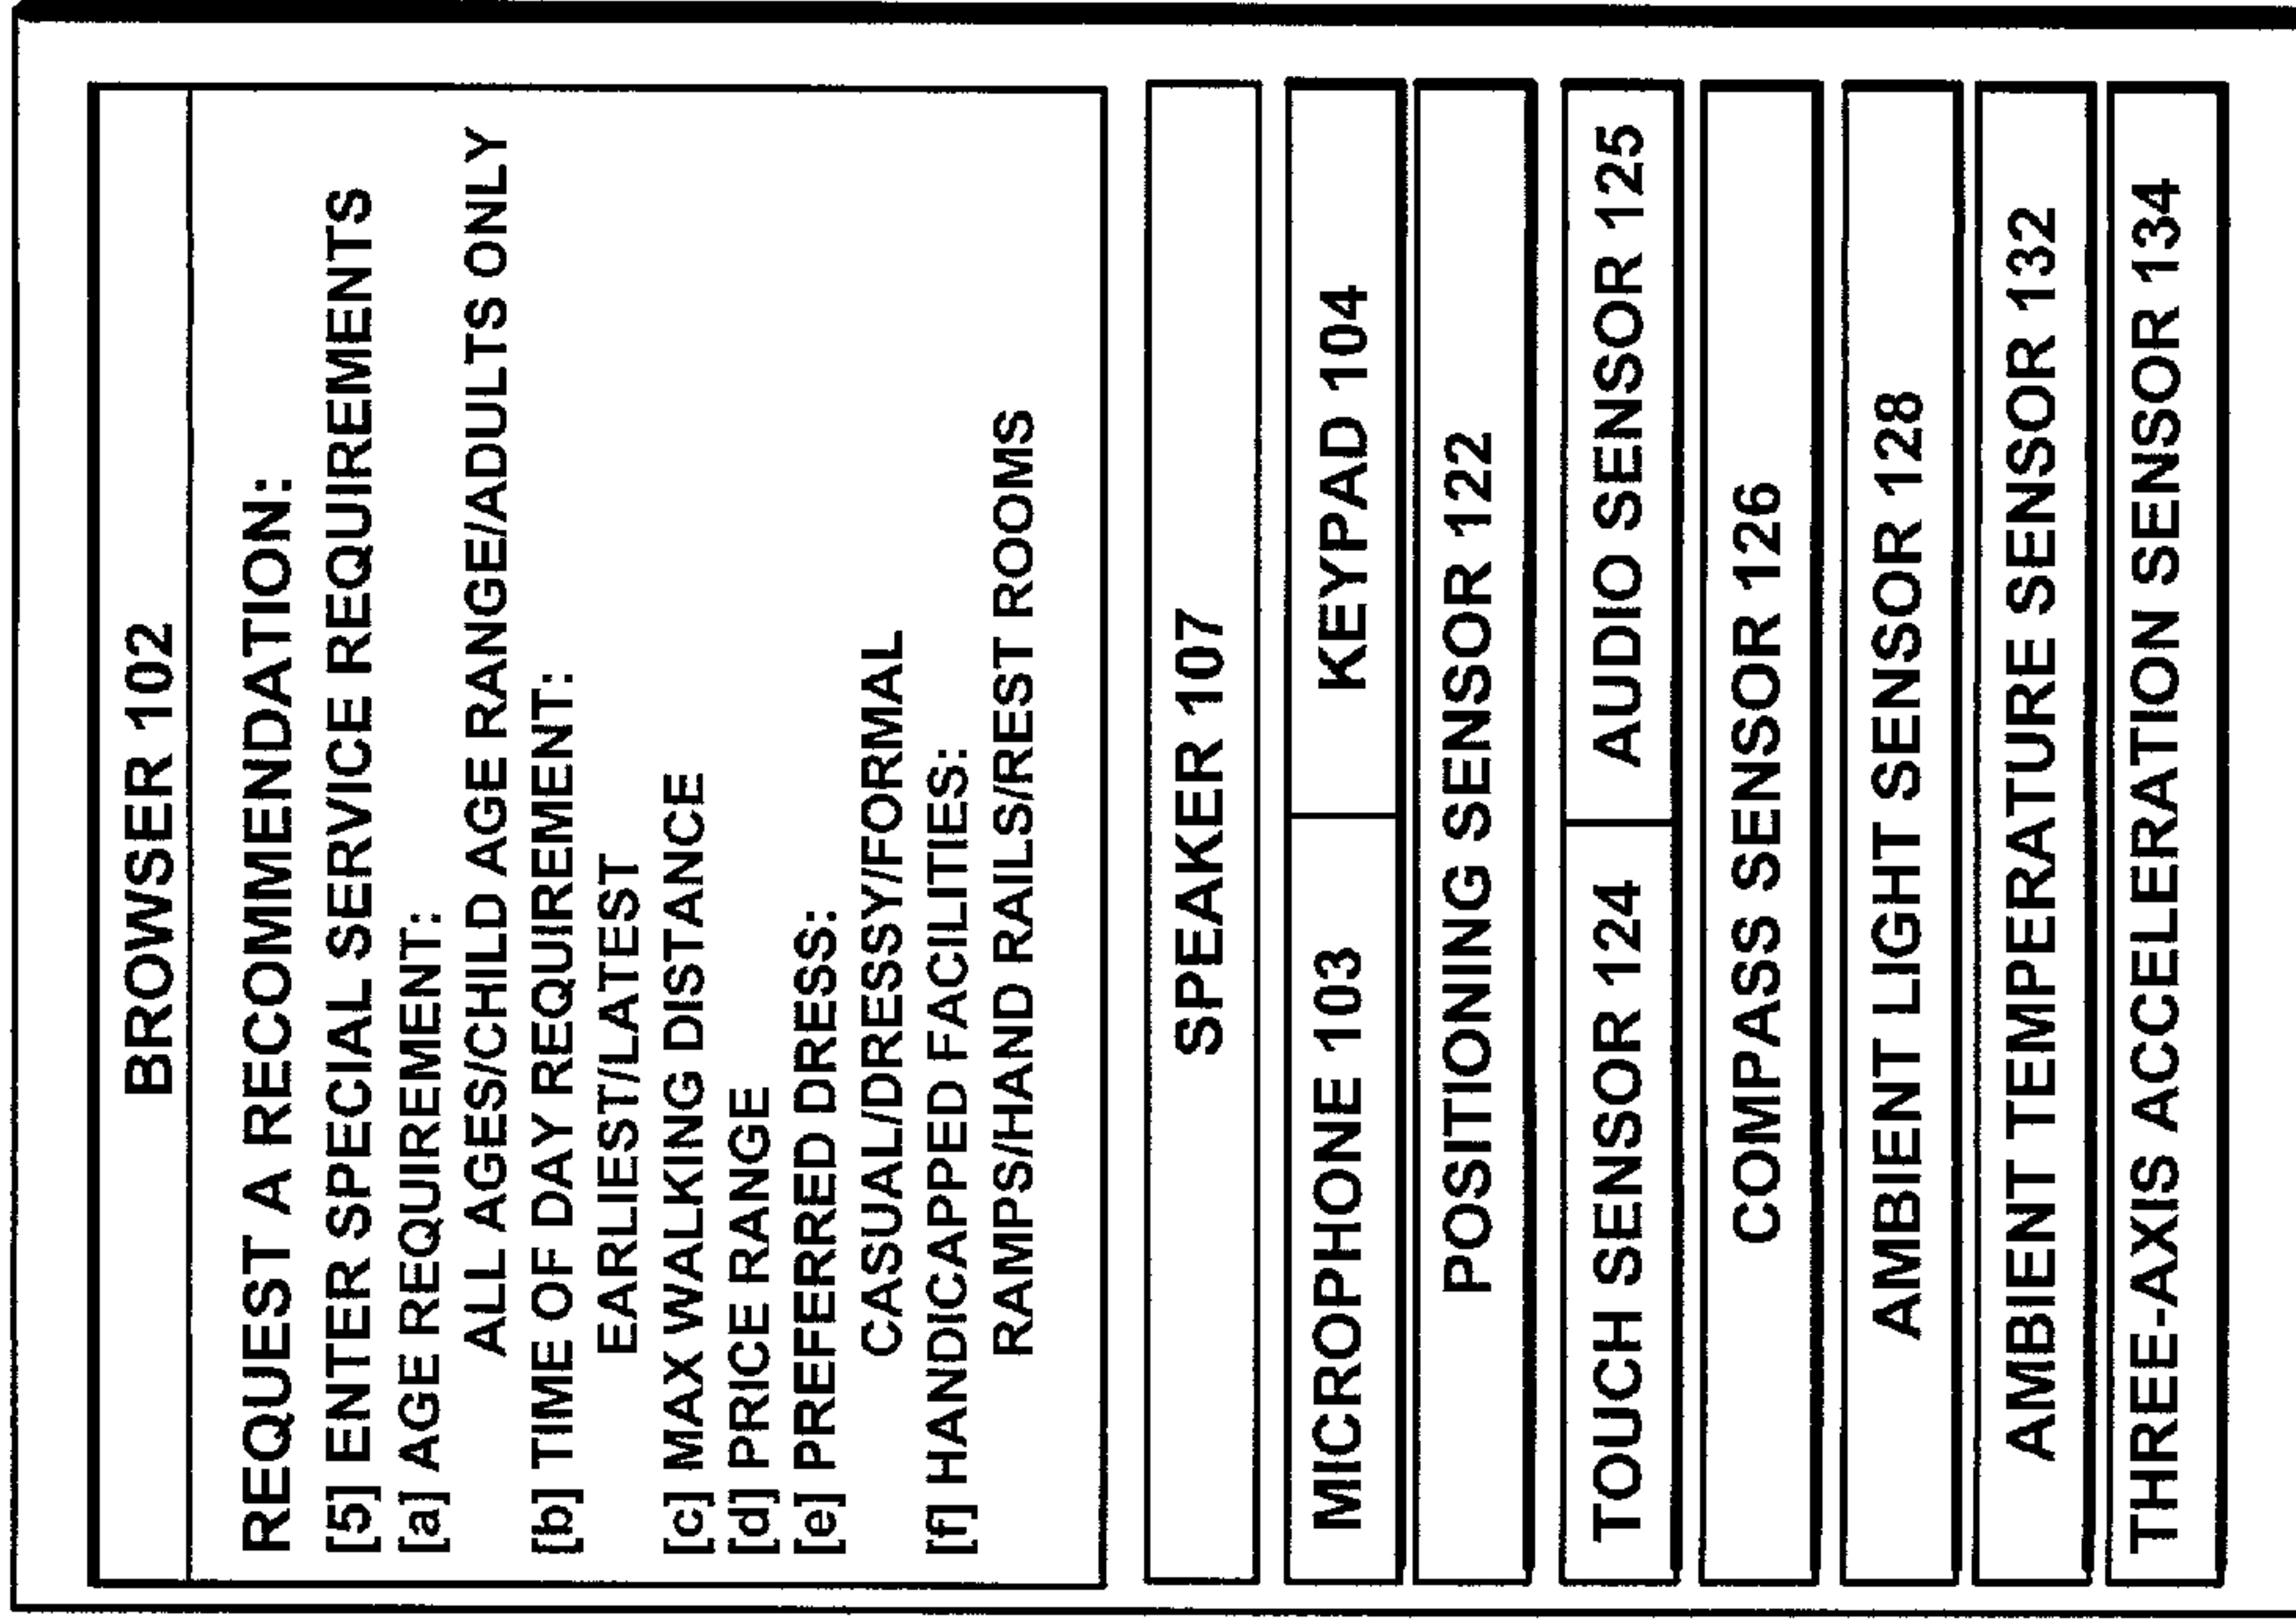 BROWSER 102
REQUEST A RECOMMENDATION:
[5] ENTER SPECIAL SERVICE REQUIREMENTS
[a] AGE REQUIREMENT:
ALL AGES/CHILD AGE RANGE/ADULTS ONLY
[b] TIME OF DAY REQUIREMENT:
EARLIEST/LATEST
[c] MAX WALKING DISTANCE
[d] PRICE RANGE
[e] PREFERRED DRESS:
CASUAL/DRESSY/FORMAL
[f] HANDICAPPED FACILITIES:
RAMPS/HAND RAILS/REST ROOMS
SPEAKER 107
MICROPHONE 103 KEYPAD 104
POSITIONING SENSOR 122
TOUCH SENSOR 124 AUDIO SENSOR 125
COMPASS SENSOR 126
AMBIENT LIGHT SENSOR 128
AMBIENT TEMPERATURE SENSOR 132
THREE-AXIS ACCELERATION SENSOR 134